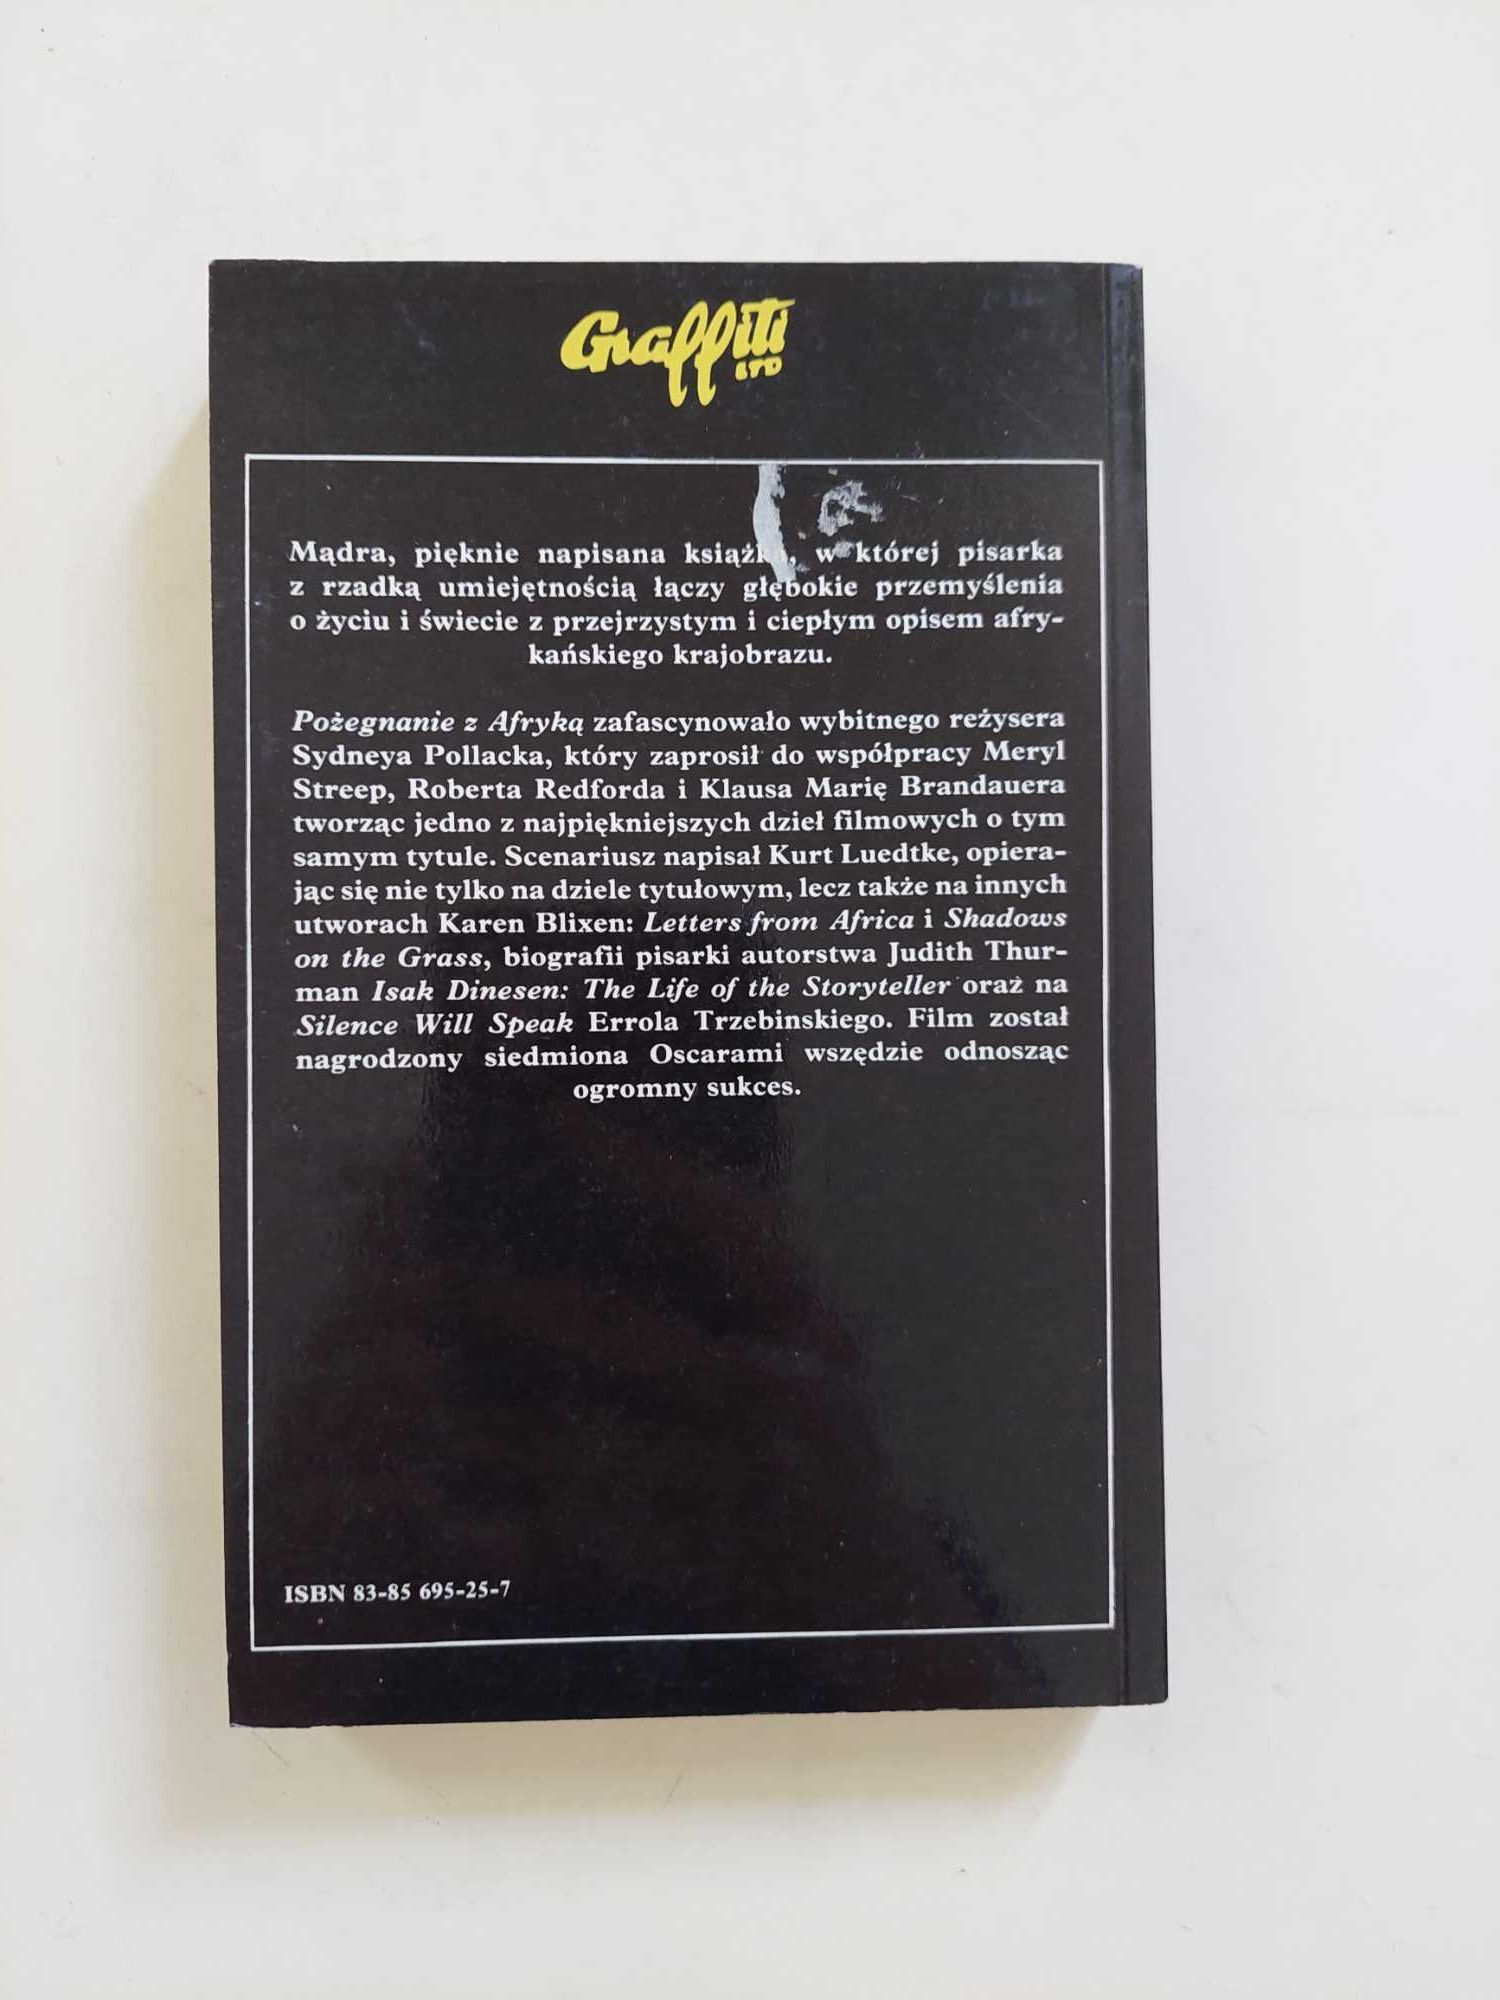 Graffiti
LTD
Mądra, pięknie napisana książka, w której pisarka
z rzadką umiejętnością łączy głębokie przemyślenia
o życiu i świecie z przejrzystym i ciepłym opisem afry-
kańskiego krajobrazu.
Pożegnanie z Afryką zafascynowało wybitnego reżysera
Sydneya Pollacka, który zaprosił do współpracy Meryl
Streep, Roberta Redforda i Klausa Marię Brandauera
tworząc jedno z najpiękniejszych dzieł filmowych o tym
samym tytule. Scenariusz napisał Kurt Luedtke, opiera-
jąc się nie tylko na dziele tytułowym, lecz także na innych
utworach Karen Blixen: Letters from Africa i Shadows
on the Grass, biografii pisarki autorstwa Judith Thur-
man Isak Dinesen: The Life of the Storyteller oraz na
Silence Will Speak Errola Trzebinskiego. Film został
nagrodzony siedmiona Oscarami wszędzie odnosząc
ogromny sukces.
ISBN 83-85 695-25-7